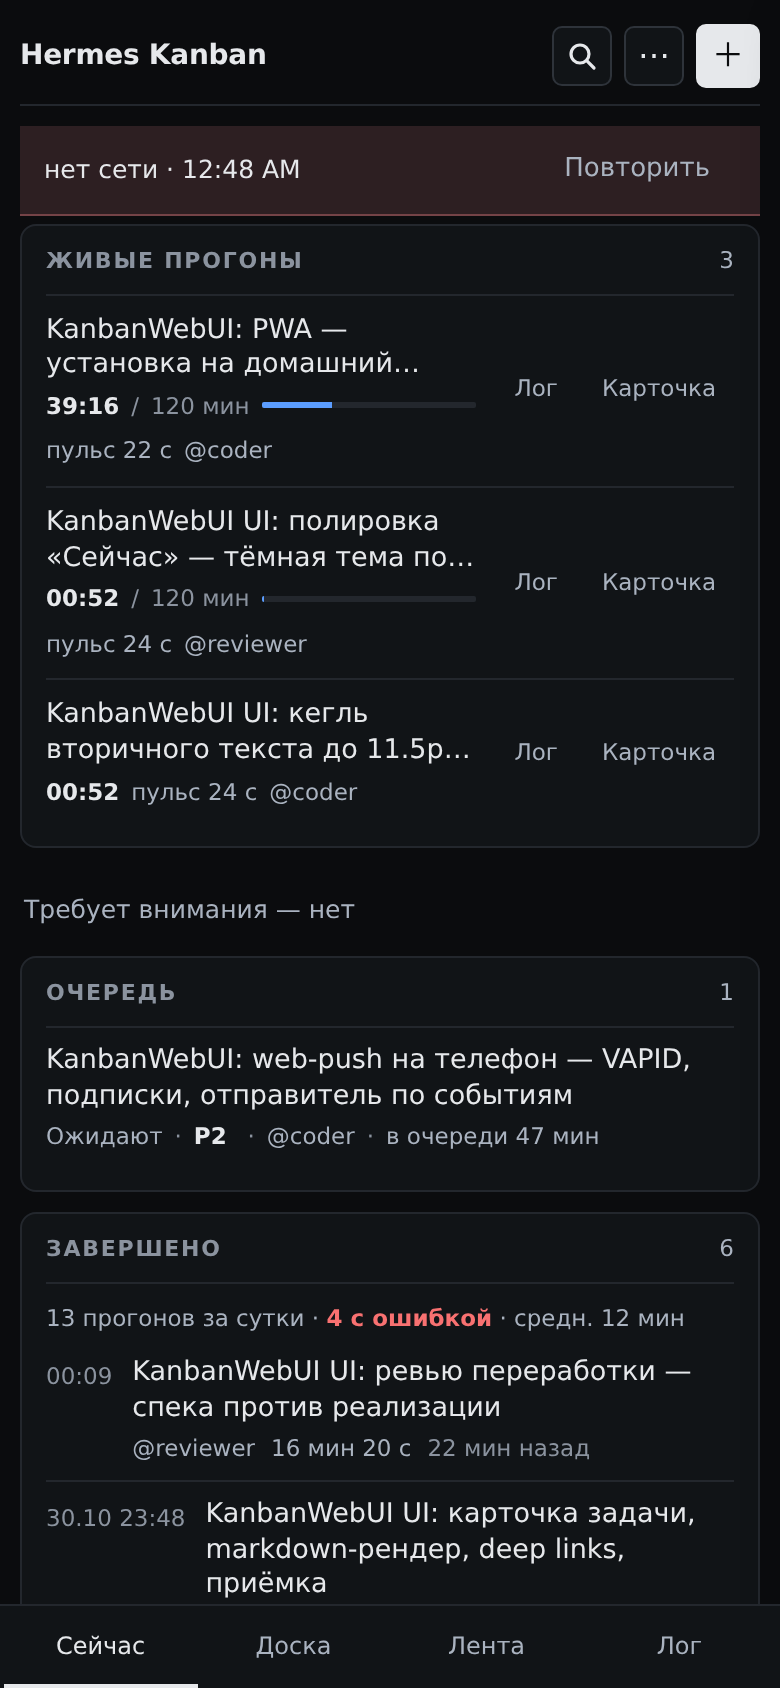 Hermes Kanban
нет сети · 12:48 AM
Повторить
ЖИВЫЕ ПРОГОНЫ
3
KanbanWebUI: PWA —
установка на домашний…
39:16 / 120 мин
пульс 22 с @coder
Лог
Карточка
KanbanWebUI UI: полировка
«Сейчас» — тёмная тема по…
00:52 / 120 мин
пульс 24 с @reviewer
Лог
Карточка
KanbanWebUI UI: кегль
вторичного текста до 11.5p…
00:52 пульс 24 с @coder
Лог
Карточка
Требует внимания — нет
ОЧЕРЕДЬ
1
KanbanWebUI: web-push на телефон — VAPID,
подписки, отправитель по событиям
Ожидают · P2 · @coder · в очереди 47 мин
ЗАВЕРШЕНО
6
13 прогонов за сутки · 4 с ошибкой · средн. 12 мин
00:09
KanbanWebUI UI: ревью переработки —
спека против реализации
@reviewer 16 мин 20 с 22 мин назад
30.10 23:48
KanbanWebUI UI: карточка задачи,
markdown-рендер, deep links,
приёмка
Сейчас
Доска
Лента
Лог